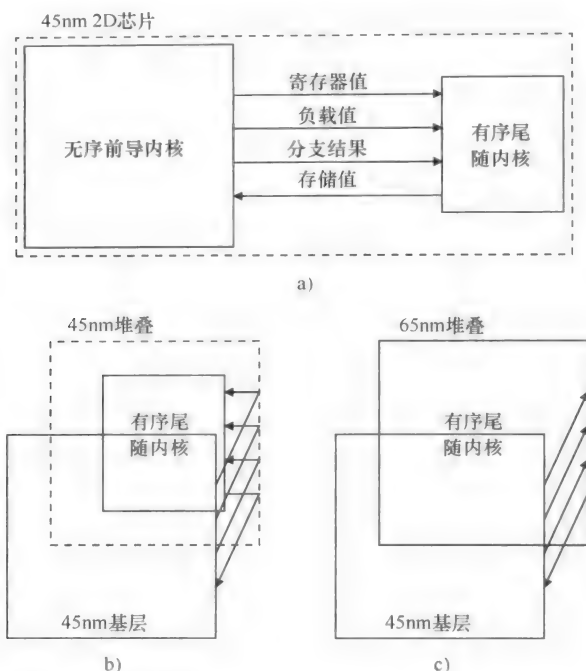 45nm 2D芯片
无序前导内核
寄存器值
负载值
分支结果
存储值
有序尾
随内核
a)
45nm堆叠
有序尾
随内核
45nm基层
b)
65nm堆叠
有序尾
随内核
45nm基层
c)